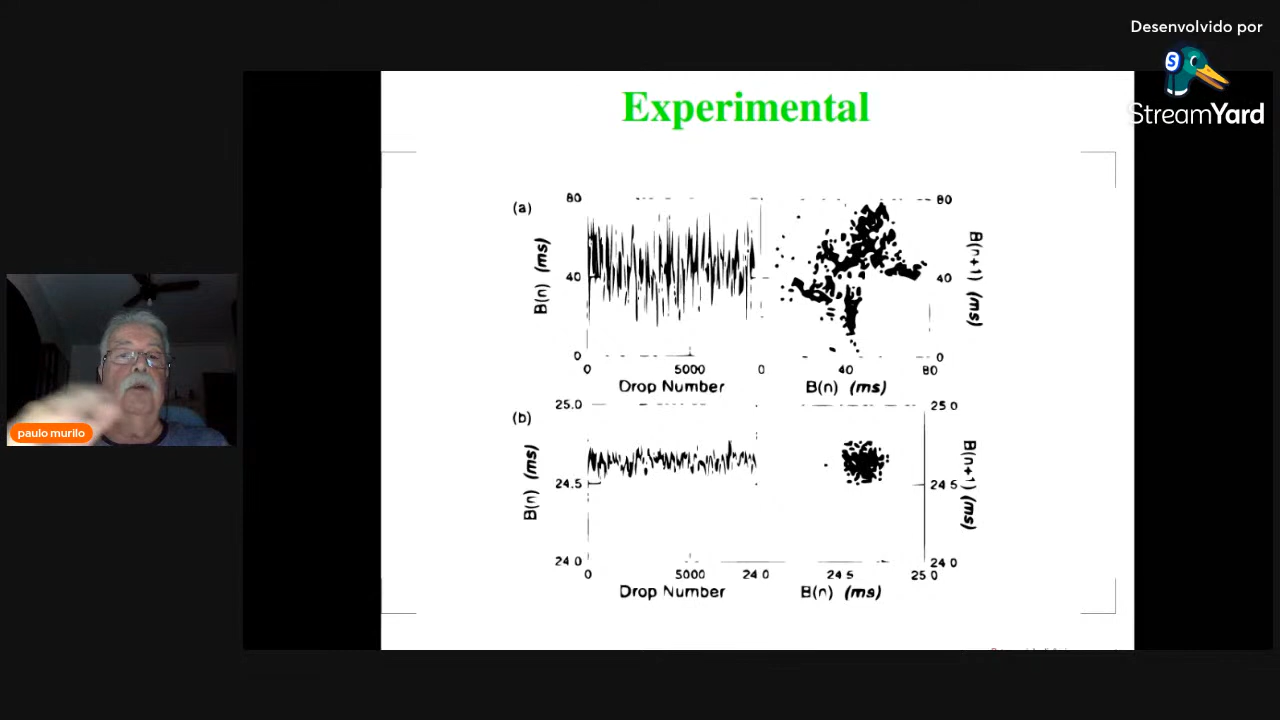 Desenvolvido por
StreamYard
Experimental
(a)
B(n) (ms)
80
40
0
0
5000
Drop Number
0
40
80
B(n) (ms)
80
40
0
B(n+1) (ms)
(b)
B(n) (ms)
25.0
24.5
24 0
0
5000
Drop Number
24 0
24 5
25 0
B(n) (ms)
25 0
24 5
24 0
B(n+1) (ms)
paulo murilo